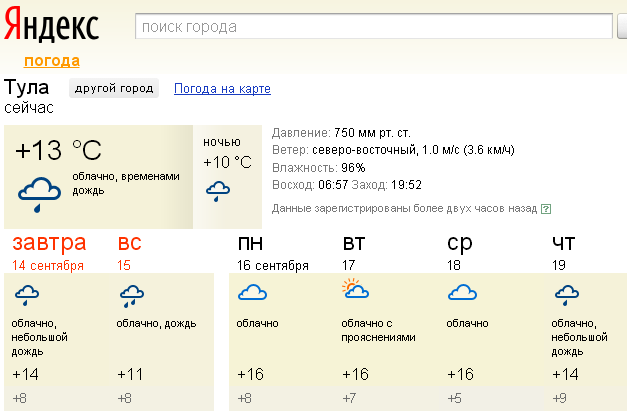 Яндекс
поиск города
погода
Тула
другой город
Погода на карте
сейчас
+13 °C
облачно, временами
дождь
ночью
+10 °C
Давление: 750 мм рт. ст.
Ветер: северо-восточный, 1.0 м/с (3.6 км/ч)
Влажность: 96%
Восход: 06:57 Заход: 19:52
Данные зарегистрированы более двух часов назад ?
завтра
14 сентября
облачно,
небольшой
дождь
+14
+8
вс
15
облачно, дождь
+11
+8
пн
16 сентября
облачно
+16
+8
вт
17
облачно с
прояснениями
+16
+7
ср
18
облачно
+16
+5
чт
19
облачно,
небольшой
дождь
+14
+9